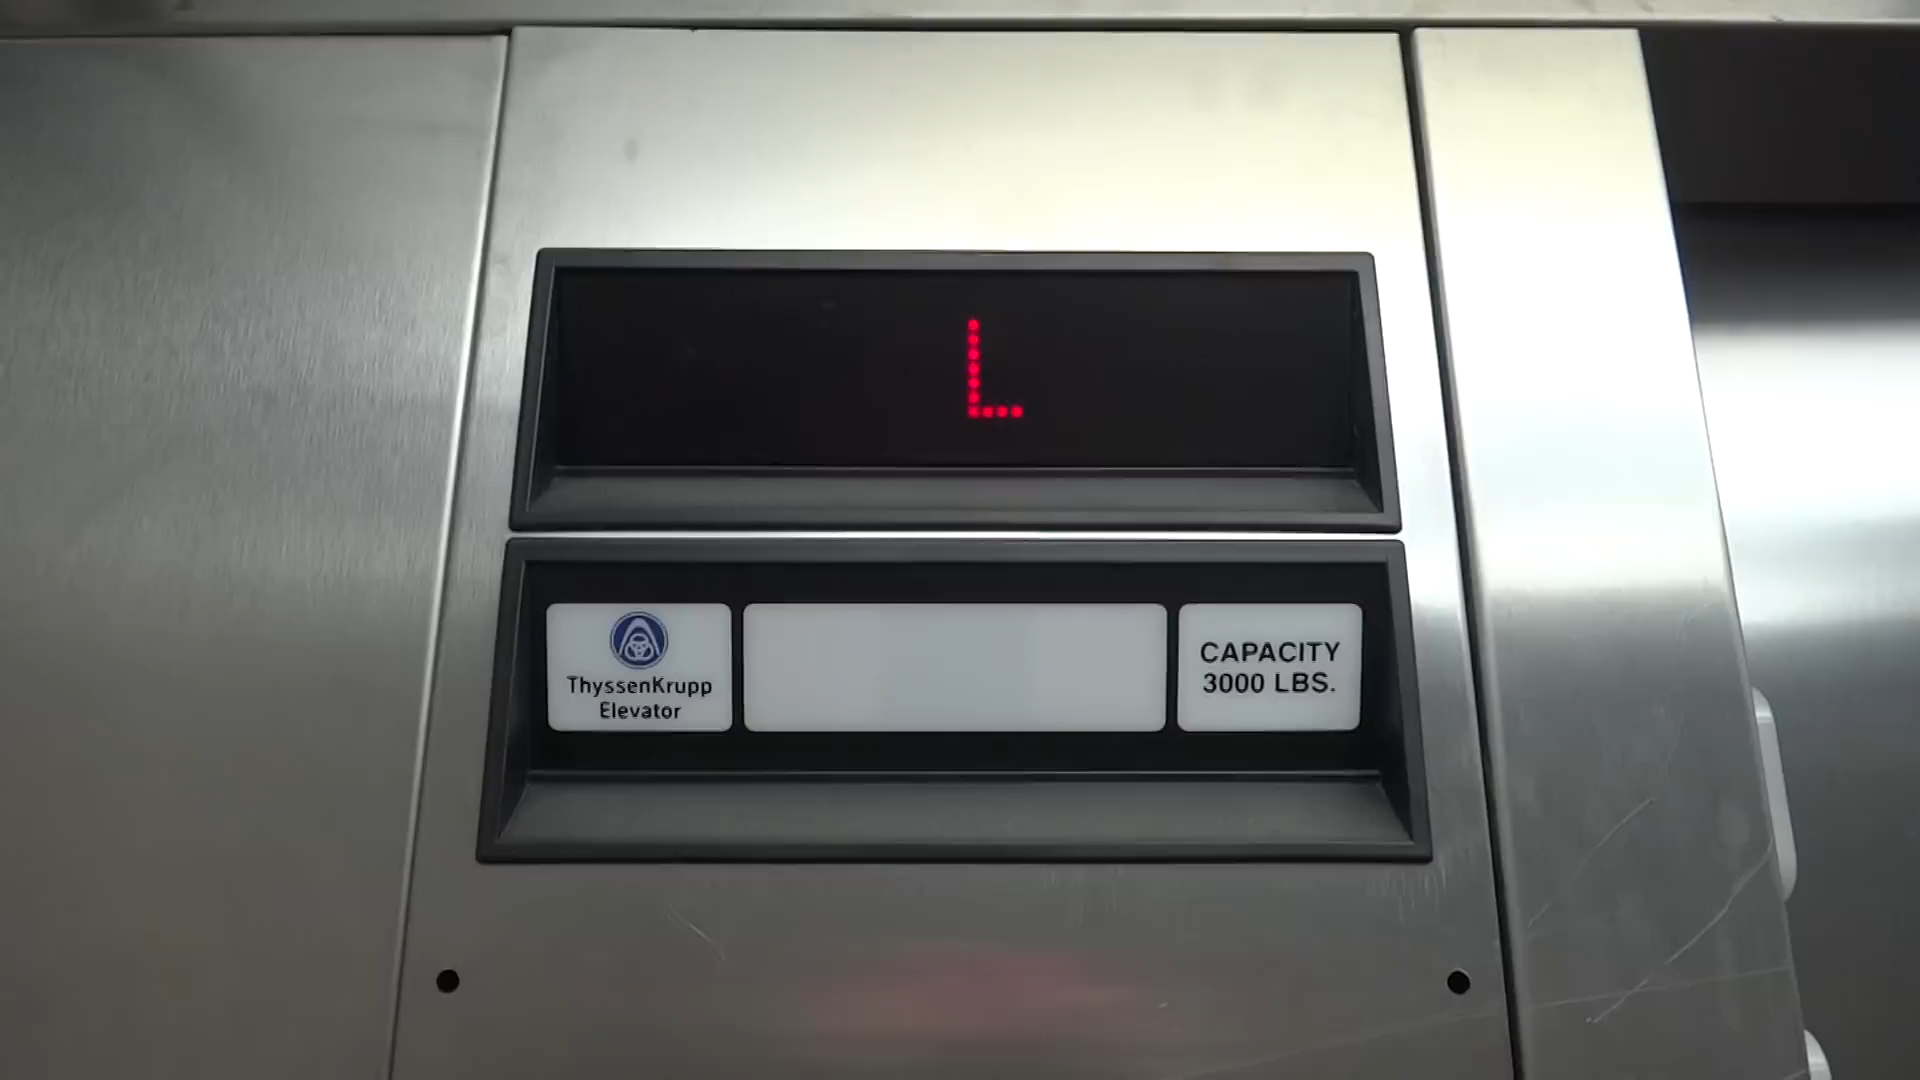 L
ThyssenKrupp
Elevator
CAPACITY
3000 LBS.